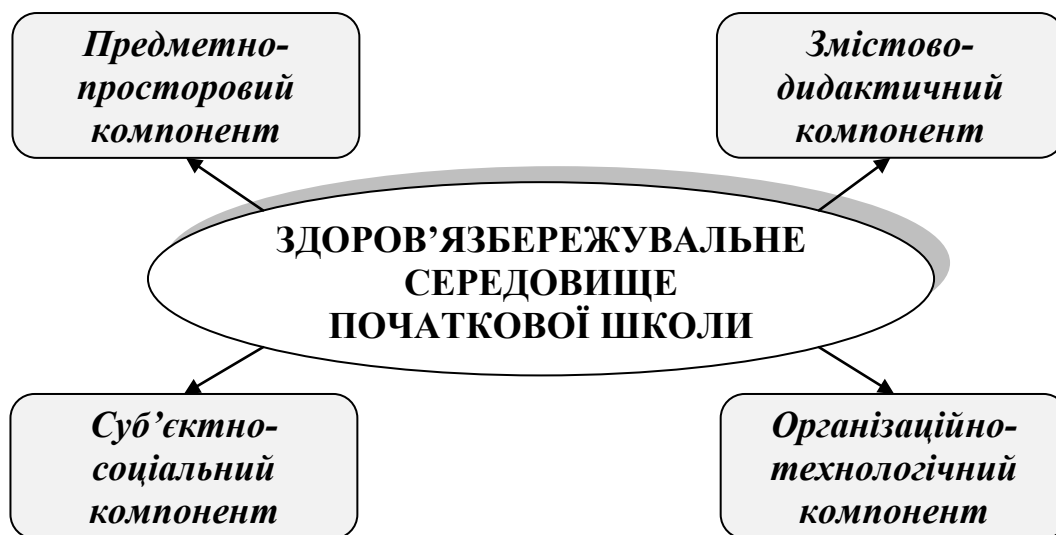 Предметно-
просторовий
компонент
Змістово-
дидактичний
компонент
ЗДОРОВ’ЯЗБЕРЕЖУВАЛЬНЕ
СЕРЕДОВИЩЕ
ПОЧАТКОВОЇ ШКОЛИ
Суб’єктно-
соціальний
компонент
Організаційно-
технологічний
компонент